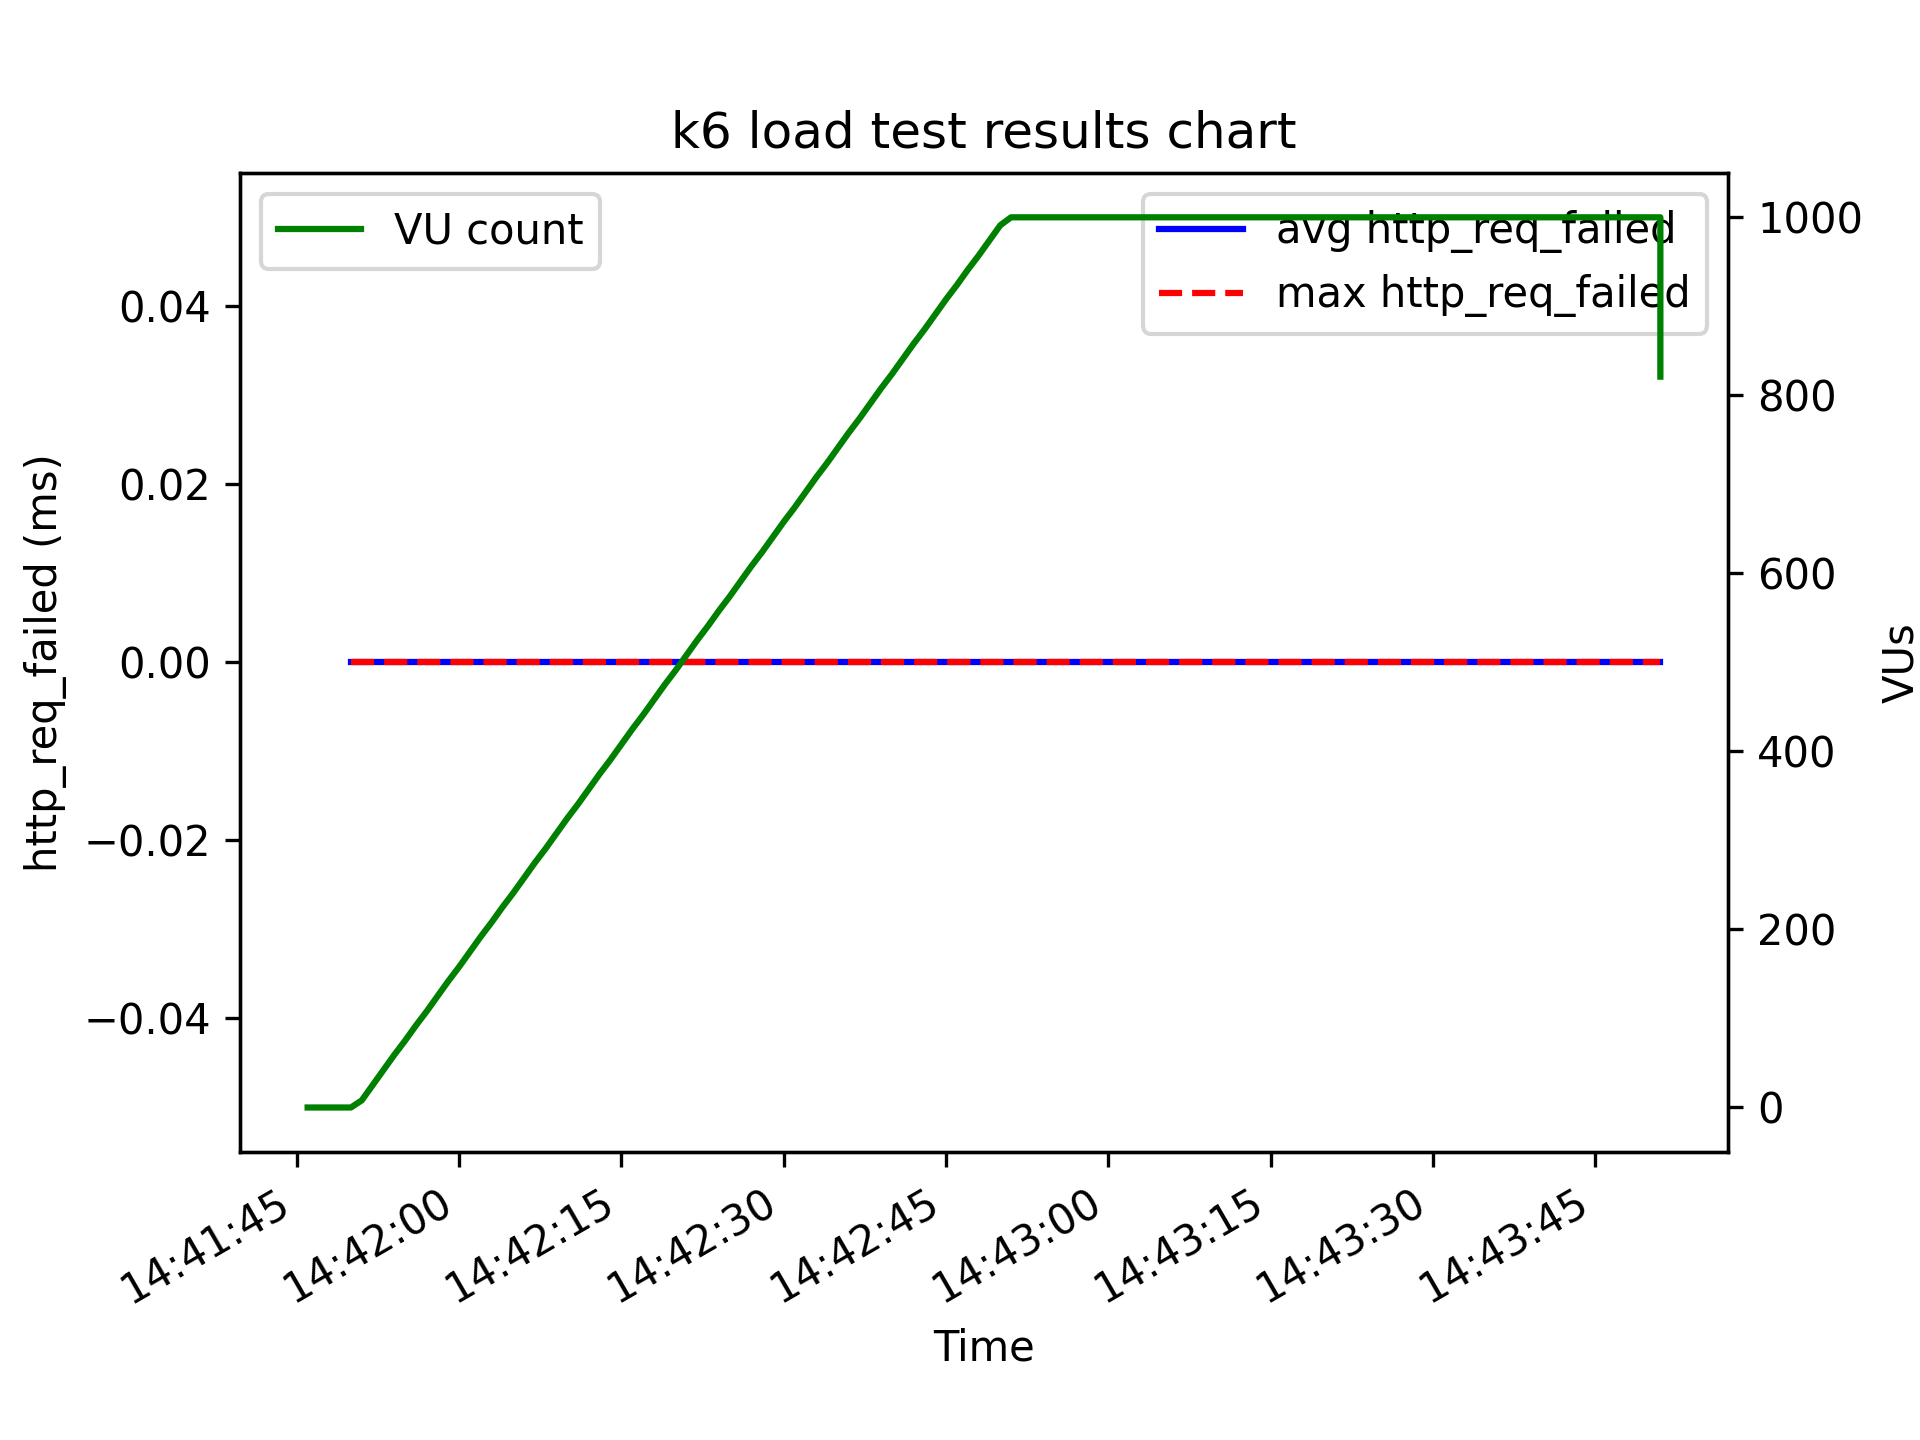 k6 load test results chart
VU count
avg http_req_failed
max http_req_failed
0.04
0.02
0.00
−0.02
−0.04
http_req_failed (ms)
1000
800
600
400
200
0
VUs
14:41:45
14:42:00
14:42:15
14:42:30
14:42:45
14:43:00
14:43:15
14:43:30
14:43:45
Time